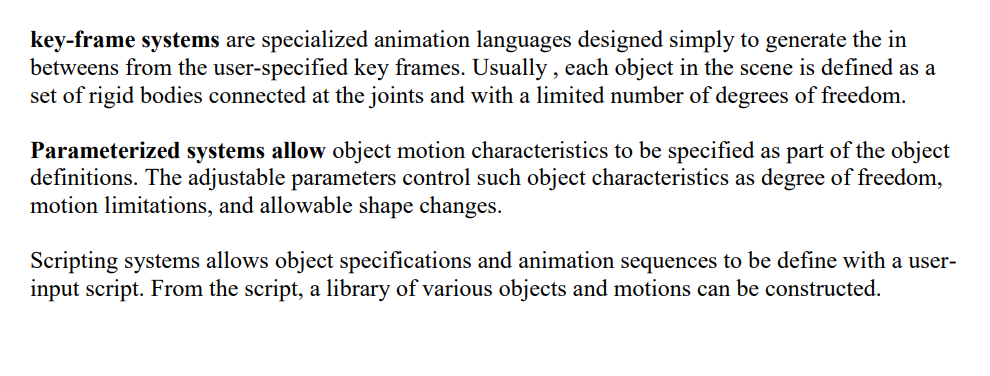 key-frame systems are specialized animation languages designed simply to generate the in
betweens from the user-specified key frames. Usually , each object in the scene is defined as a
set of rigid bodies connected at the joints and with a limited number of degrees of freedom.
Parameterized systems allow object motion characteristics to be specified as part of the object
definitions. The adjustable parameters control such object characteristics as degree of freedom,
motion limitations, and allowable shape changes.
Scripting systems allows object specifications and animation sequences to be define with a user-
input script. From the script, a library of various objects and motions can be constructed.